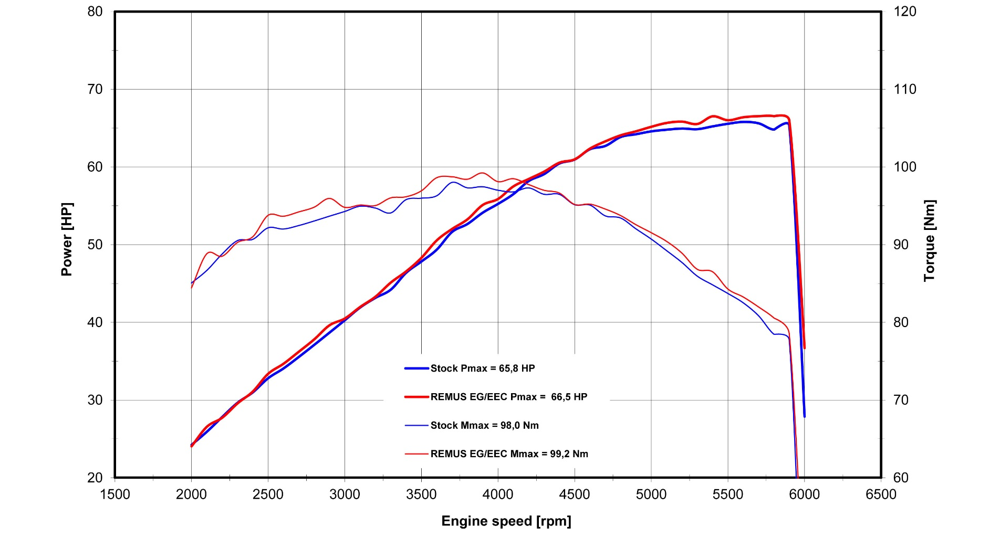 80
70
60
50
40
30
20
Power [HP]
120
110
100
90
80
70
60
Torque [Nm]
Stock Pmax = 65,8 HP
REMUS EG/EEC Pmax =  66,5 HP
Stock Mmax = 98,0 Nm
REMUS EG/EEC Mmax = 99,2 Nm
1500 2000 2500 3000 3500 4000 4500 5000 5500 6000 6500
Engine speed [rpm]